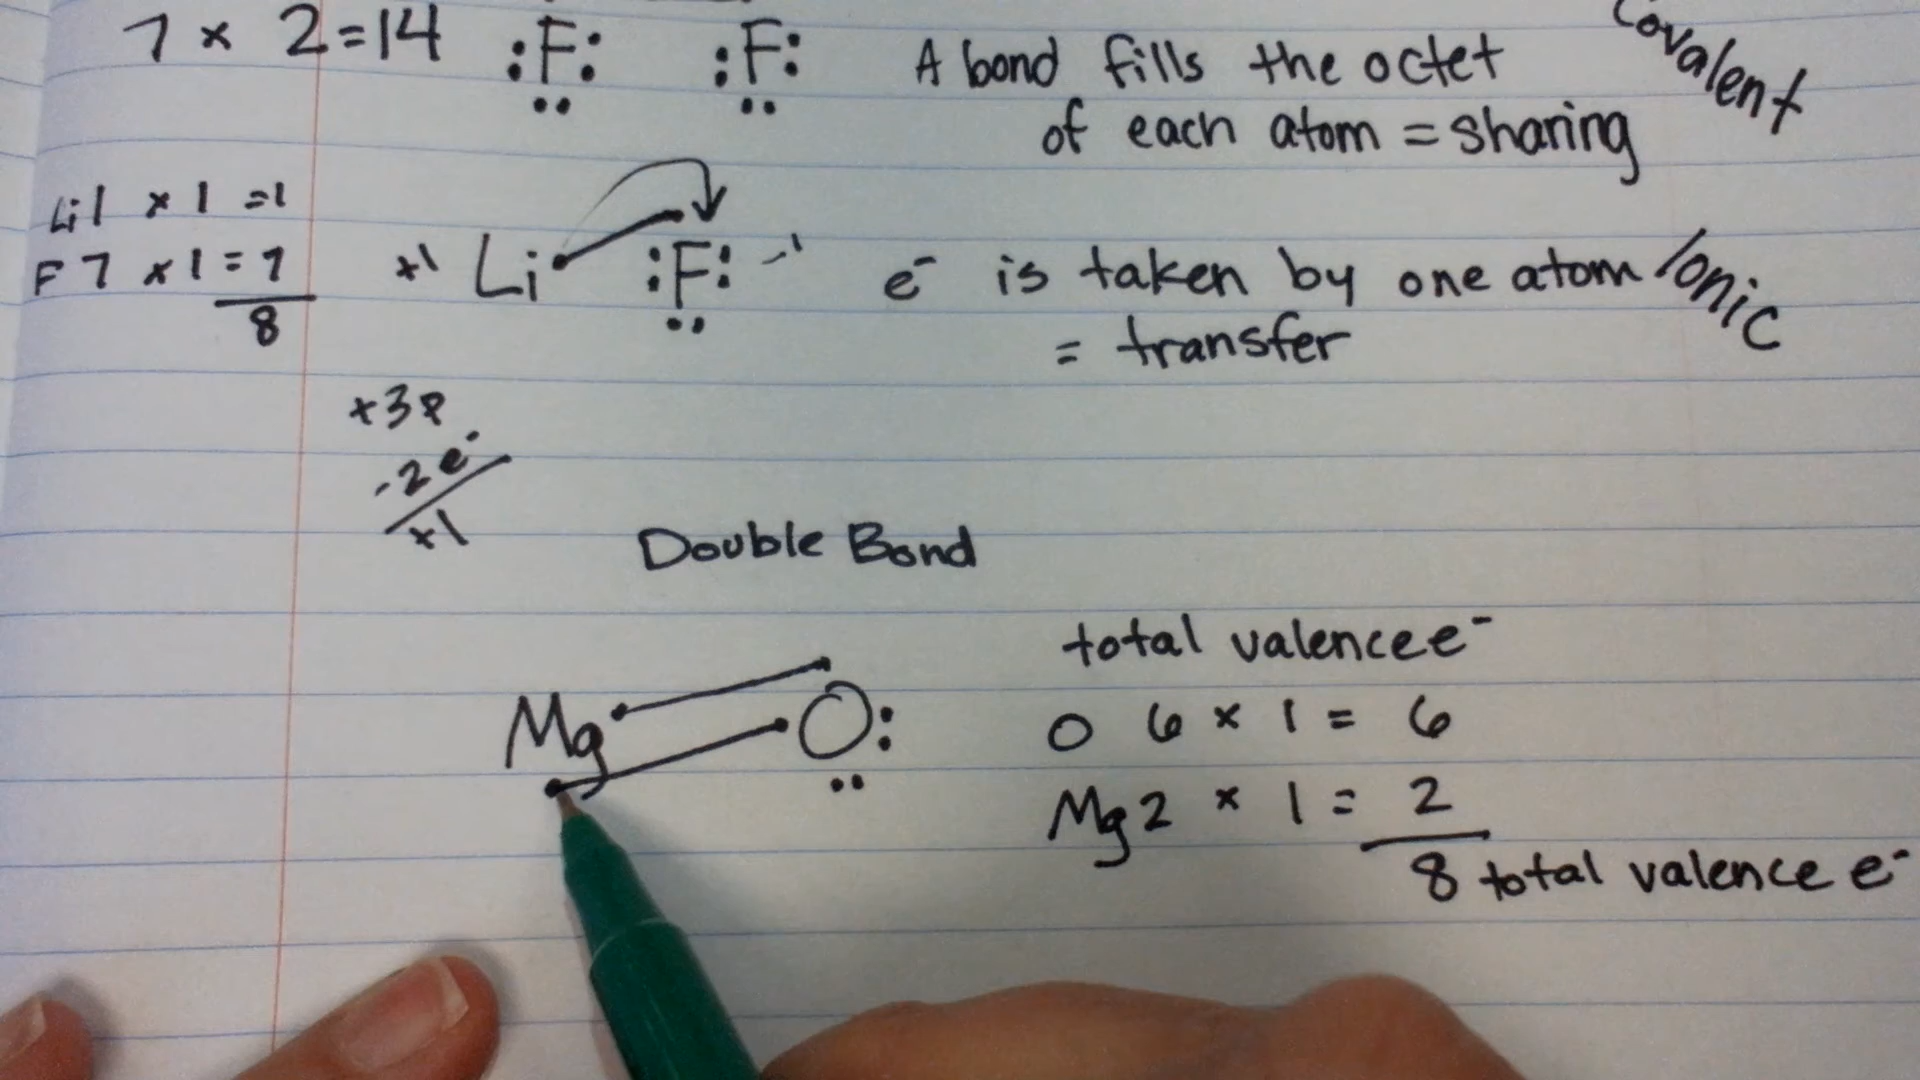 7 x 2 = 14 :F: :F: A bond fills the octet
of each atom = sharing
Covalent
Li 1 x 1 = 1
F 7 x 1 = 7
8
+1 Li :F: -1 e- is taken by one atom
= transfer
Ionic
+3p
-2e-
+1
Double Bond
Mg O:
total valence e-
O 6 x 1 = 6
Mg 2 x 1 = 2
8 total valence e-